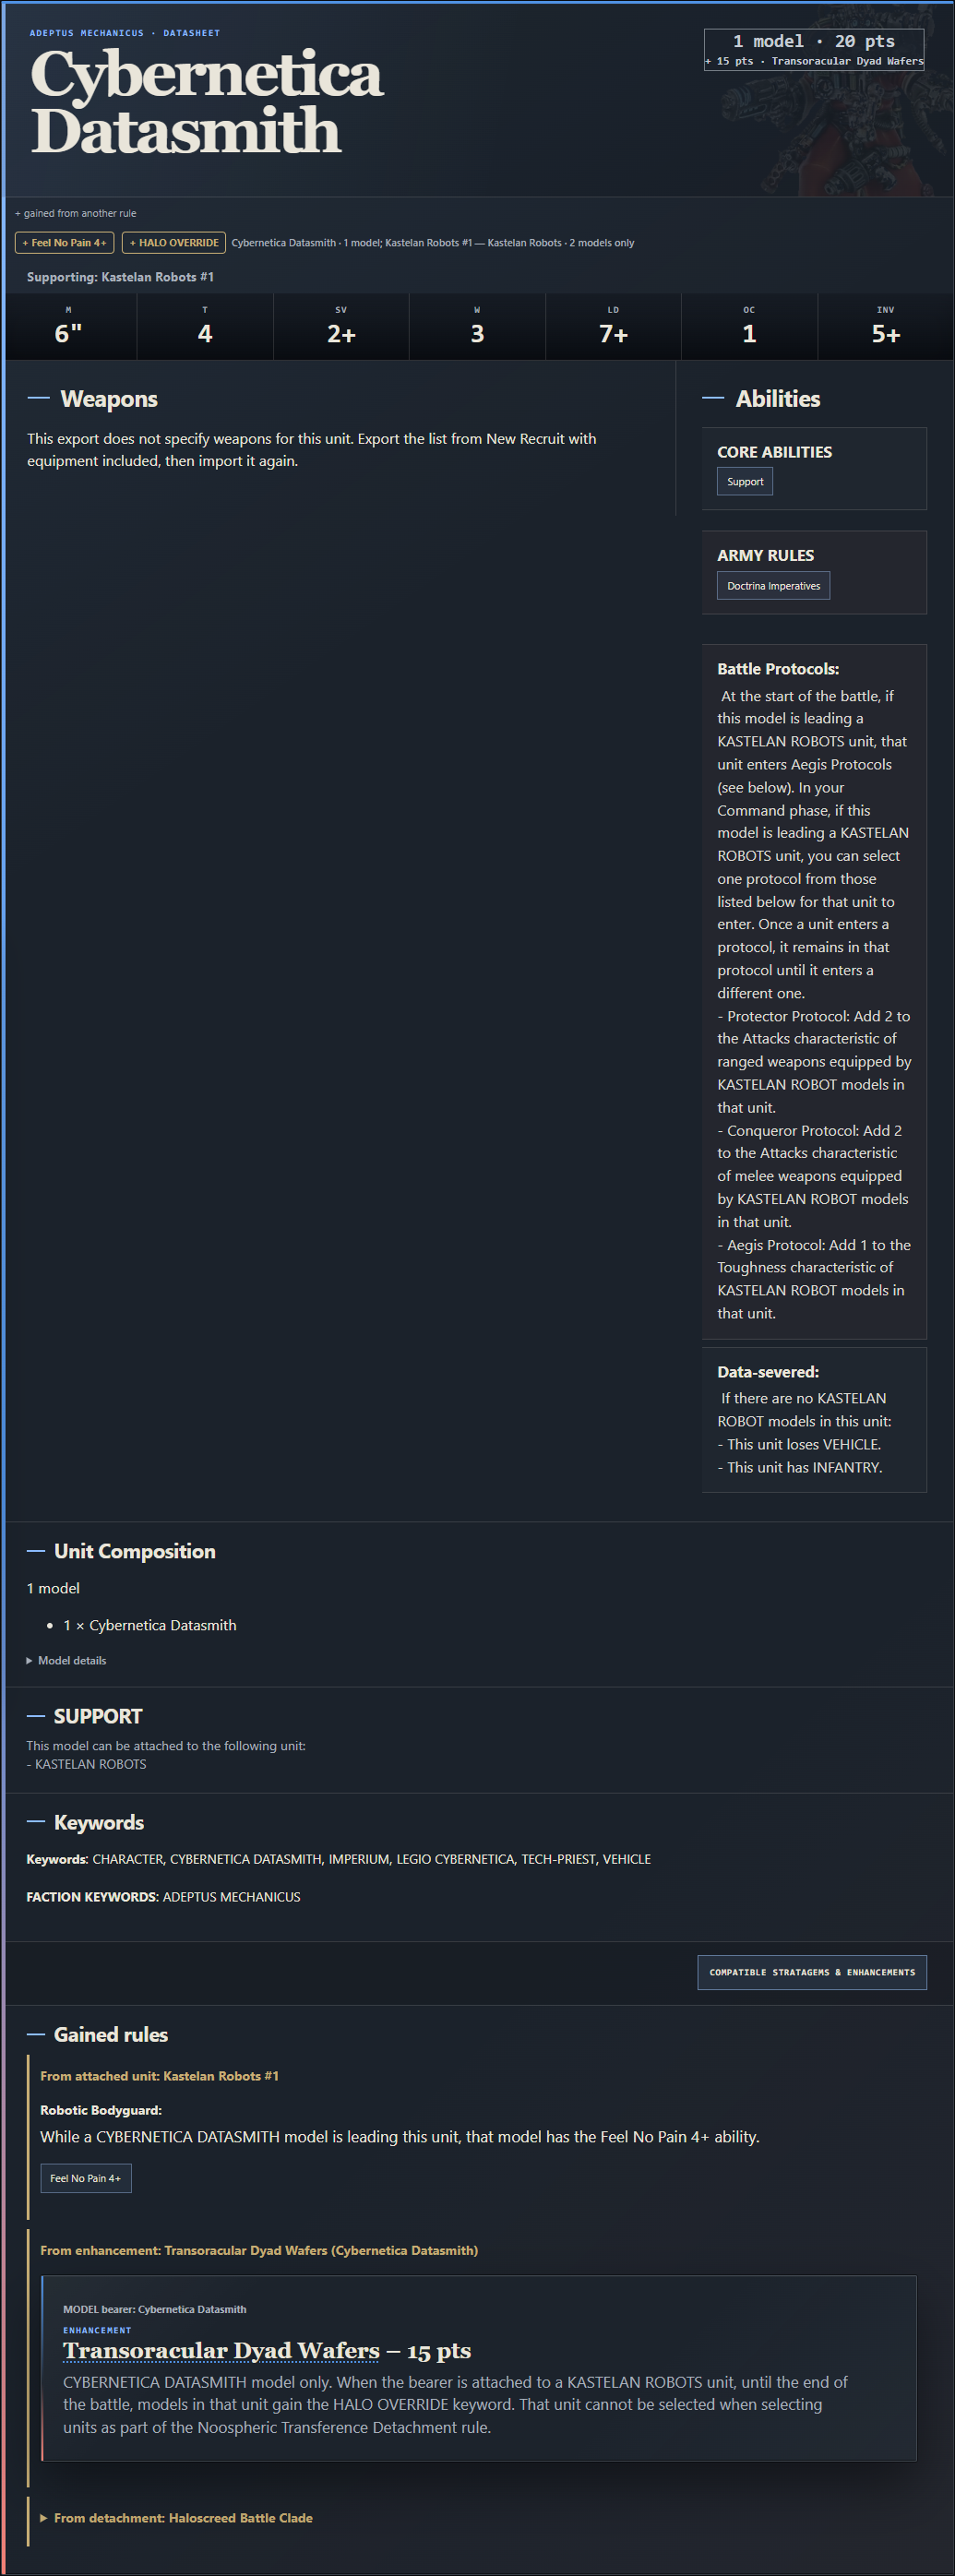 ADEPTUS MECHANICUS · DATASHEET
Cybernetica
Datasmith
1 model · 20 pts
+ 15 pts · Transoracular Dyad Wafers
+ gained from another rule
+ Feel No Pain 4+
+ HALO OVERRIDE
Cybernetica Datasmith · 1 model; Kastelan Robots #1 — Kastelan Robots · 2 models only
Supporting: Kastelan Robots #1
M T SV W LD OC INV
6" 4 2+ 3 7+ 1 5+
— Weapons
This export does not specify weapons for this unit. Export the list from New Recruit with
equipment included, then import it again.
— Abilities
CORE ABILITIES
Support
ARMY RULES
Doctrina Imperatives
Battle Protocols:
At the start of the battle, if
this model is leading a
KASTELAN ROBOTS unit, that
unit enters Aegis Protocols
(see below). In your
Command phase, if this
model is leading a KASTELAN
ROBOTS unit, you can select
one protocol from those
listed below for that unit to
enter. Once a unit enters a
protocol, it remains in that
protocol until it enters a
different one.
- Protector Protocol: Add 2 to
the Attacks characteristic of
ranged weapons equipped by
KASTELAN ROBOT models in
that unit.
- Conqueror Protocol: Add 2
to the Attacks characteristic
of melee weapons equipped
by KASTELAN ROBOT models
in that unit.
- Aegis Protocol: Add 1 to the
Toughness characteristic of
KASTELAN ROBOT models in
that unit.
Data-severed:
If there are no KASTELAN
ROBOT models in this unit:
- This unit loses VEHICLE.
- This unit has INFANTRY.
— Unit Composition
1 model
• 1 × Cybernetica Datasmith
▶ Model details
— SUPPORT
This model can be attached to the following unit:
- KASTELAN ROBOTS
— Keywords
Keywords: CHARACTER, CYBERNETICA DATASMITH, IMPERIUM, LEGIO CYBERNETICA, TECH-PRIEST, VEHICLE
FACTION KEYWORDS: ADEPTUS MECHANICUS
COMPATIBLE STRATAGEMS & ENHANCEMENTS
— Gained rules
From attached unit: Kastelan Robots #1
Robotic Bodyguard:
While a CYBERNETICA DATASMITH model is leading this unit, that model has the Feel No Pain 4+ ability.
Feel No Pain 4+
From enhancement: Transoracular Dyad Wafers (Cybernetica Datasmith)
MODEL bearer: Cybernetica Datasmith
ENHANCEMENT
Transoracular Dyad Wafers – 15 pts
CYBERNETICA DATASMITH model only. When the bearer is attached to a KASTELAN ROBOTS unit, until the end of
the battle, models in that unit gain the HALO OVERRIDE keyword. That unit cannot be selected when selecting
units as part of the Noospheric Transference Detachment rule.
▶ From detachment: Haloscreed Battle Clade